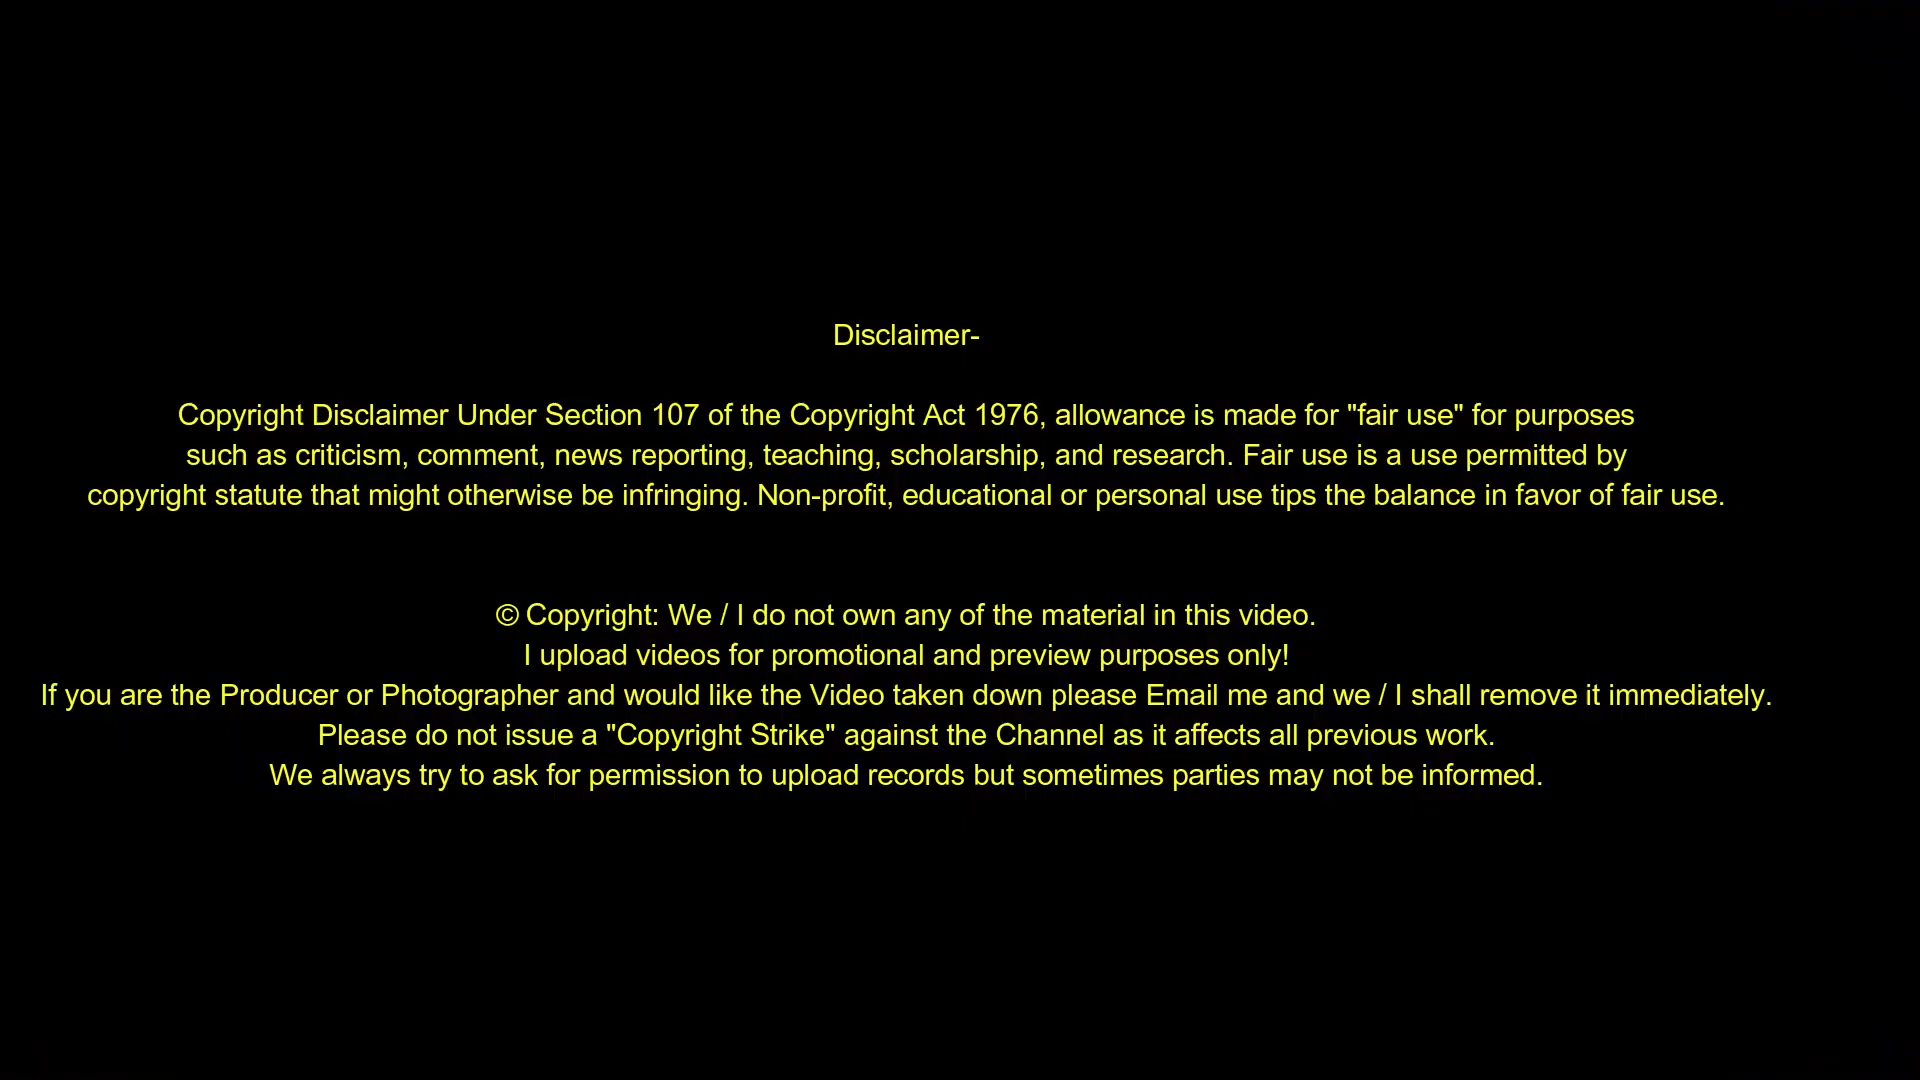 Disclaimer-
Copyright Disclaimer Under Section 107 of the Copyright Act 1976, allowance is made for "fair use" for purposes
such as criticism, comment, news reporting, teaching, scholarship, and research. Fair use is a use permitted by
copyright statute that might otherwise be infringing. Non-profit, educational or personal use tips the balance in favor of fair use.
© Copyright: We / I do not own any of the material in this video.
I upload videos for promotional and preview purposes only!
If you are the Producer or Photographer and would like the Video taken down please Email me and we / I shall remove it immediately.
Please do not issue a "Copyright Strike" against the Channel as it affects all previous work.
We always try to ask for permission to upload records but sometimes parties may not be informed.